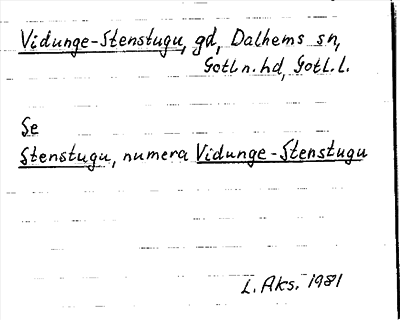 Vidunge-Stenstugu, gd, Dalhems sn,
Gotl.n.hd, Gotl.l.
Se
Stenstugu, numera Vidunge-Stenstugu
L. Aks. 1981